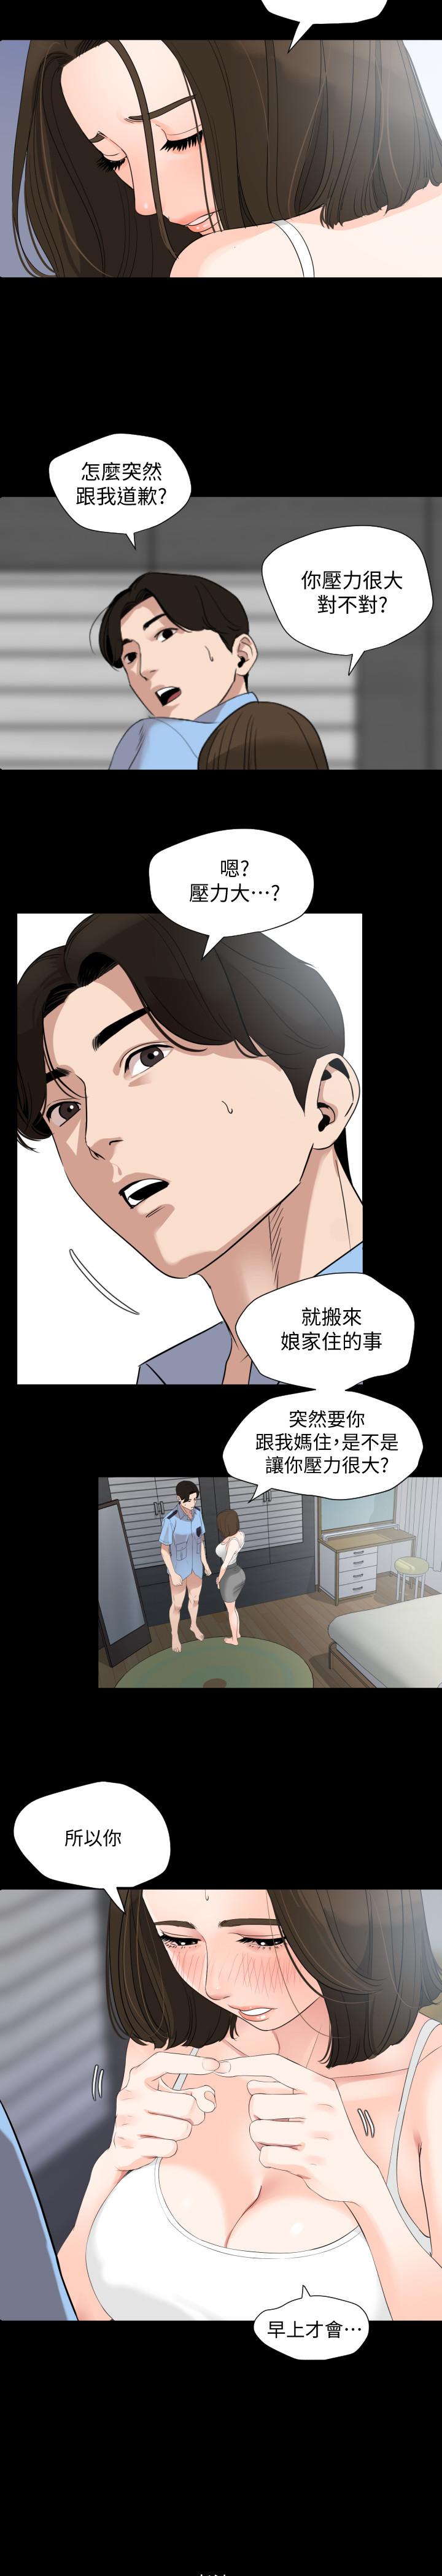 怎麼突然
跟我道歉?
你壓力很大
對不對?
嗯?
壓力大…?
就搬來
娘家住的事
突然要你
跟我媽住,是不是
讓你壓力很大?
所以你
早上才會…